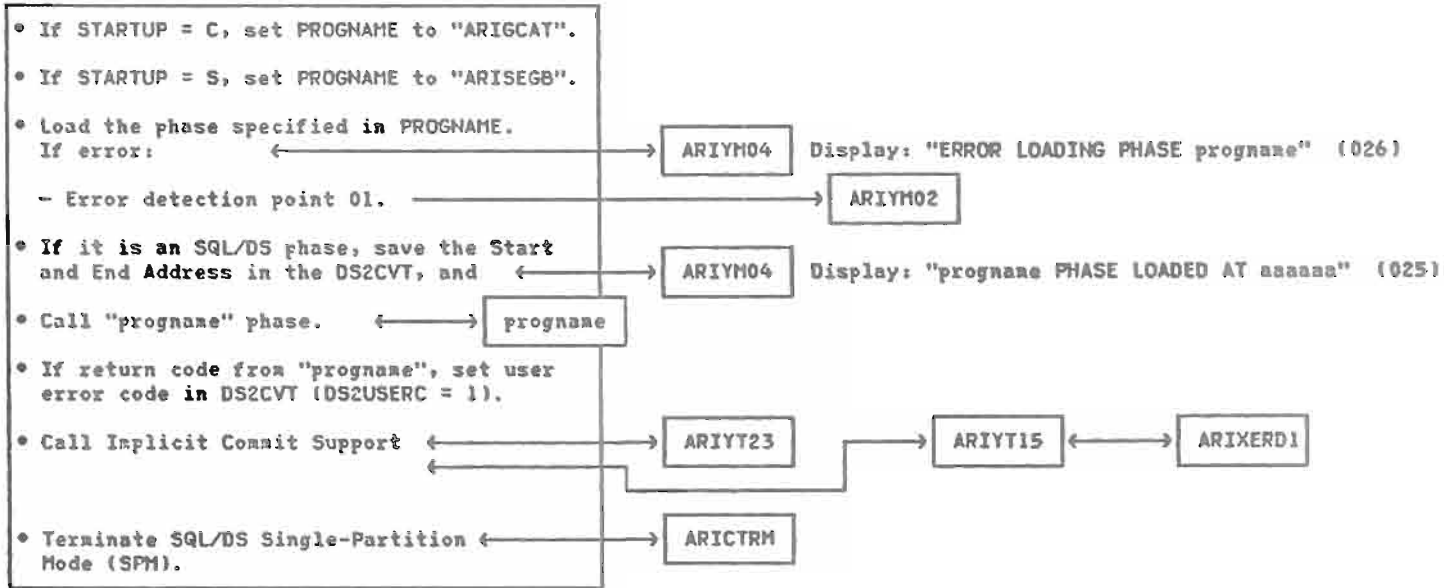 • If STARTUP = C, set PROGNAME to "ARIGCAT".
• If STARTUP = S, set PROGNAME to "ARISEGB".
• Load the phase specified in PROGNAME.
If error:
ARIYM04 Display: "ERROR LOADING PHASE progname" (026)
- Error detection point 01.
ARIYM02
• If it is an SQL/DS phase, save the Start
and End Address in the DS2CVT, and
ARIYM04 Display: "progname PHASE LOADED AT aaaaaa" (025)
• Call "progname" phase.
progname
• If return code from "progname", set user
error code in DS2CVT (DS2USERC = 1).
• Call Implicit Commit Support
ARIYT23
ARIYT15
ARIXERD1
• Terminate SQL/DS Single-Partition
Mode (SPM).
ARICTRM